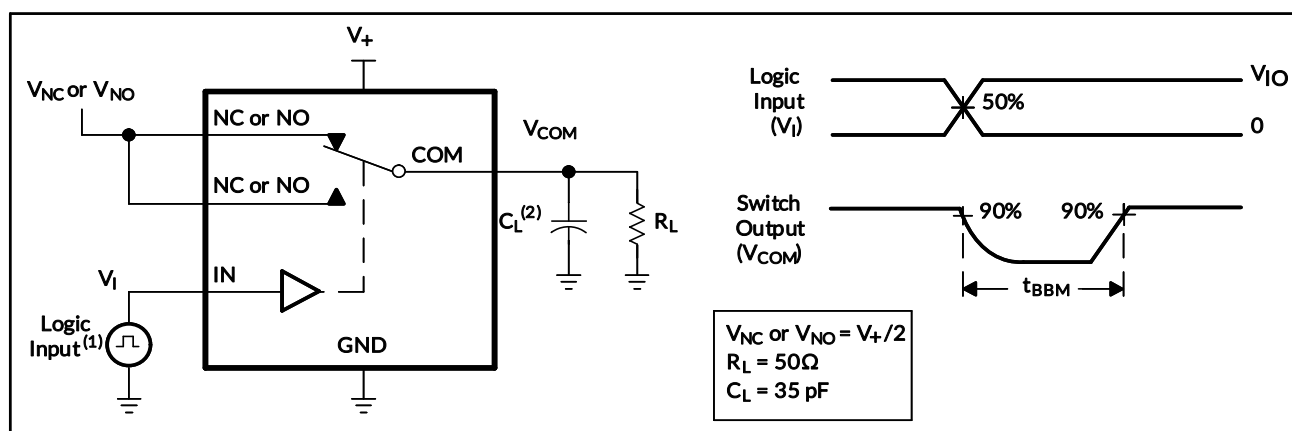 V+
VNC or VNO
NC or NO
NC or NO
COM
VCOM
CL(2)
RL
VI
IN
Logic
Input(1)
GND
Logic
Input
(VI)
50%
VIO
0
Switch
Output
(VCOM)
90%
90%
tBBM
VNC or VNO = V+/2
RL = 50Ω
CL = 35 pF